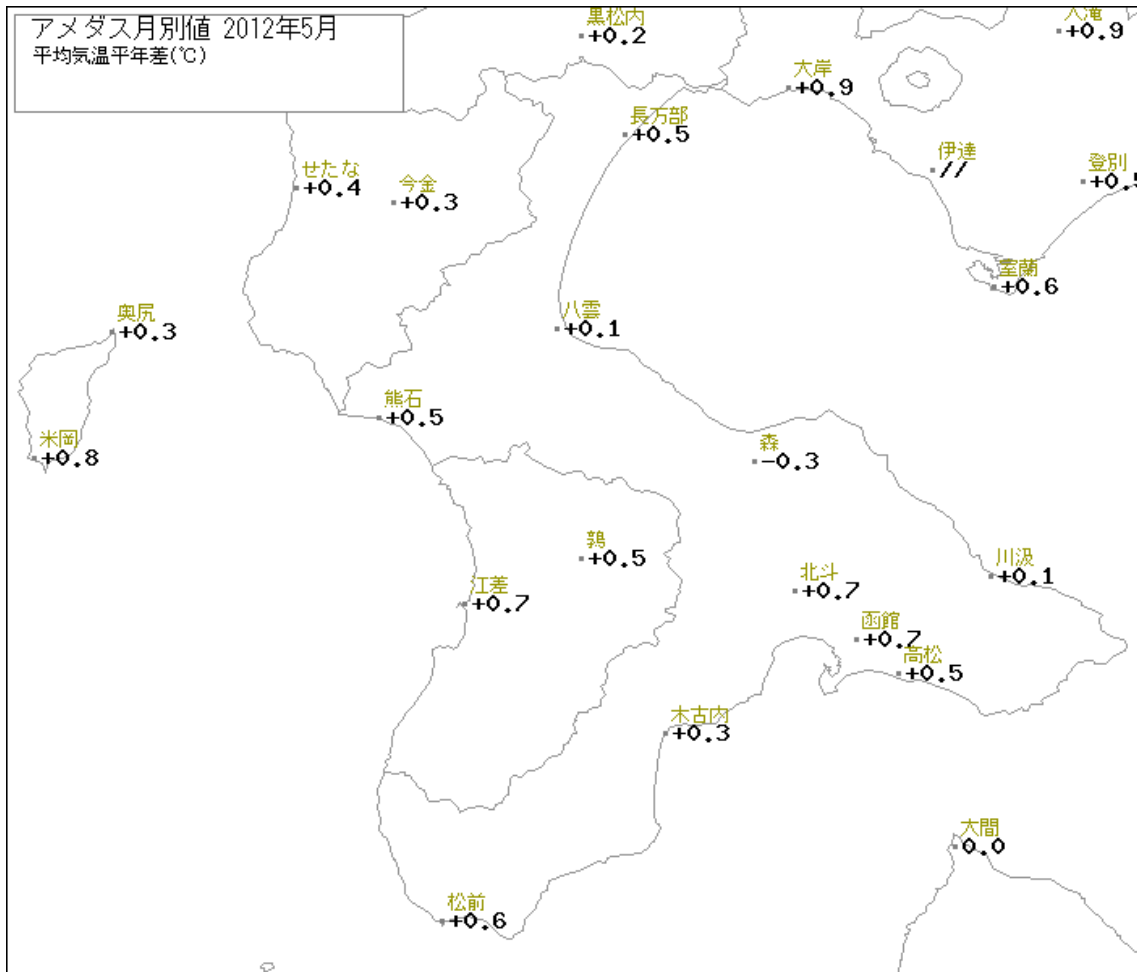 アメダス月別値 2012年5月
平均気温平年差(℃)
黒松内
+0.2
大滝
+0.9
大岸
+0.9
長万部
+0.5
伊達
//
登別
+0.5
せたな
+0.4
今金
+0.3
室蘭
+0.6
奥尻
+0.3
八雲
+0.1
熊石
+0.5
米岡
+0.8
森
-0.3
鶉
+0.5
江差
+0.7
北斗
+0.7
川汲
+0.1
函館
+0.7
高松
+0.5
木古内
+0.3
大間
0.0
松前
+0.6